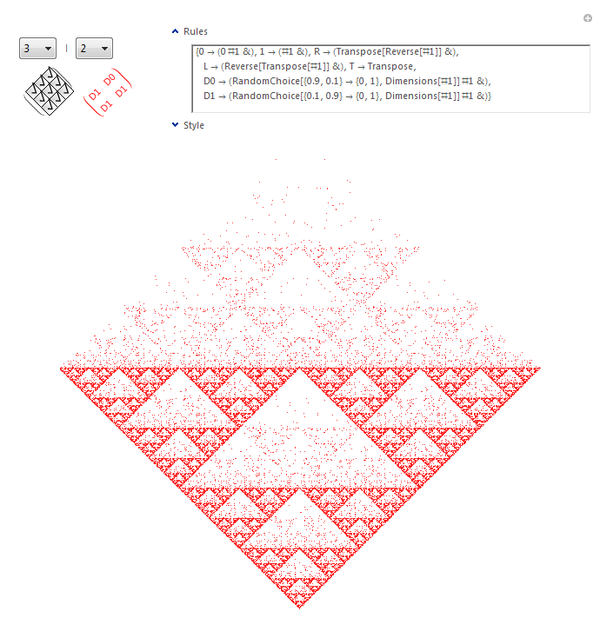 Rules
3 | 2
{0 → (0 #1 &), 1 → (#1 &), R → (Transpose[Reverse[#1]] &),
L → (Reverse[Transpose[#1]] &), T → Transpose,
D0 → (RandomChoice[{0.9, 0.1} → {0, 1}, Dimensions[#1]] #1 &),
D1 → (RandomChoice[{0.1, 0.9} → {0, 1}, Dimensions[#1]] #1 &)}
D1 D0
D1 D1
Style